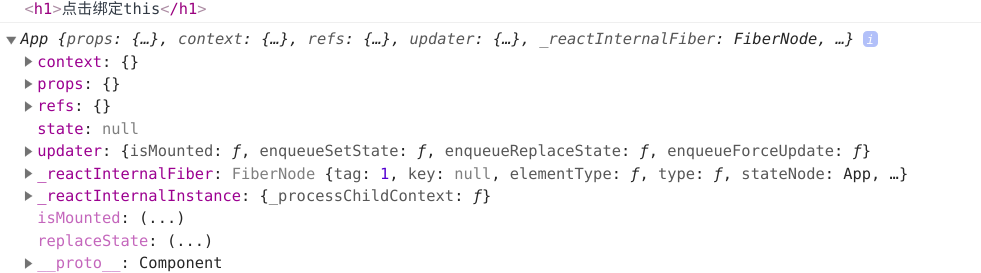 <h1>点击绑定this</h1>
App {props: {…}, context: {…}, refs: {…}, updater: {…}, _reactInternalFiber: FiberNode, …} i
context: {}
props: {}
refs: {}
state: null
updater: {isMounted: ƒ, enqueueSetState: ƒ, enqueueReplaceState: ƒ, enqueueForceUpdate: ƒ}
_reactInternalFiber: FiberNode {tag: 1, key: null, elementType: ƒ, type: ƒ, stateNode: App, …}
_reactInternalInstance: {_processChildContext: ƒ}
isMounted: (...)
replaceState: (...)
__proto__: Component